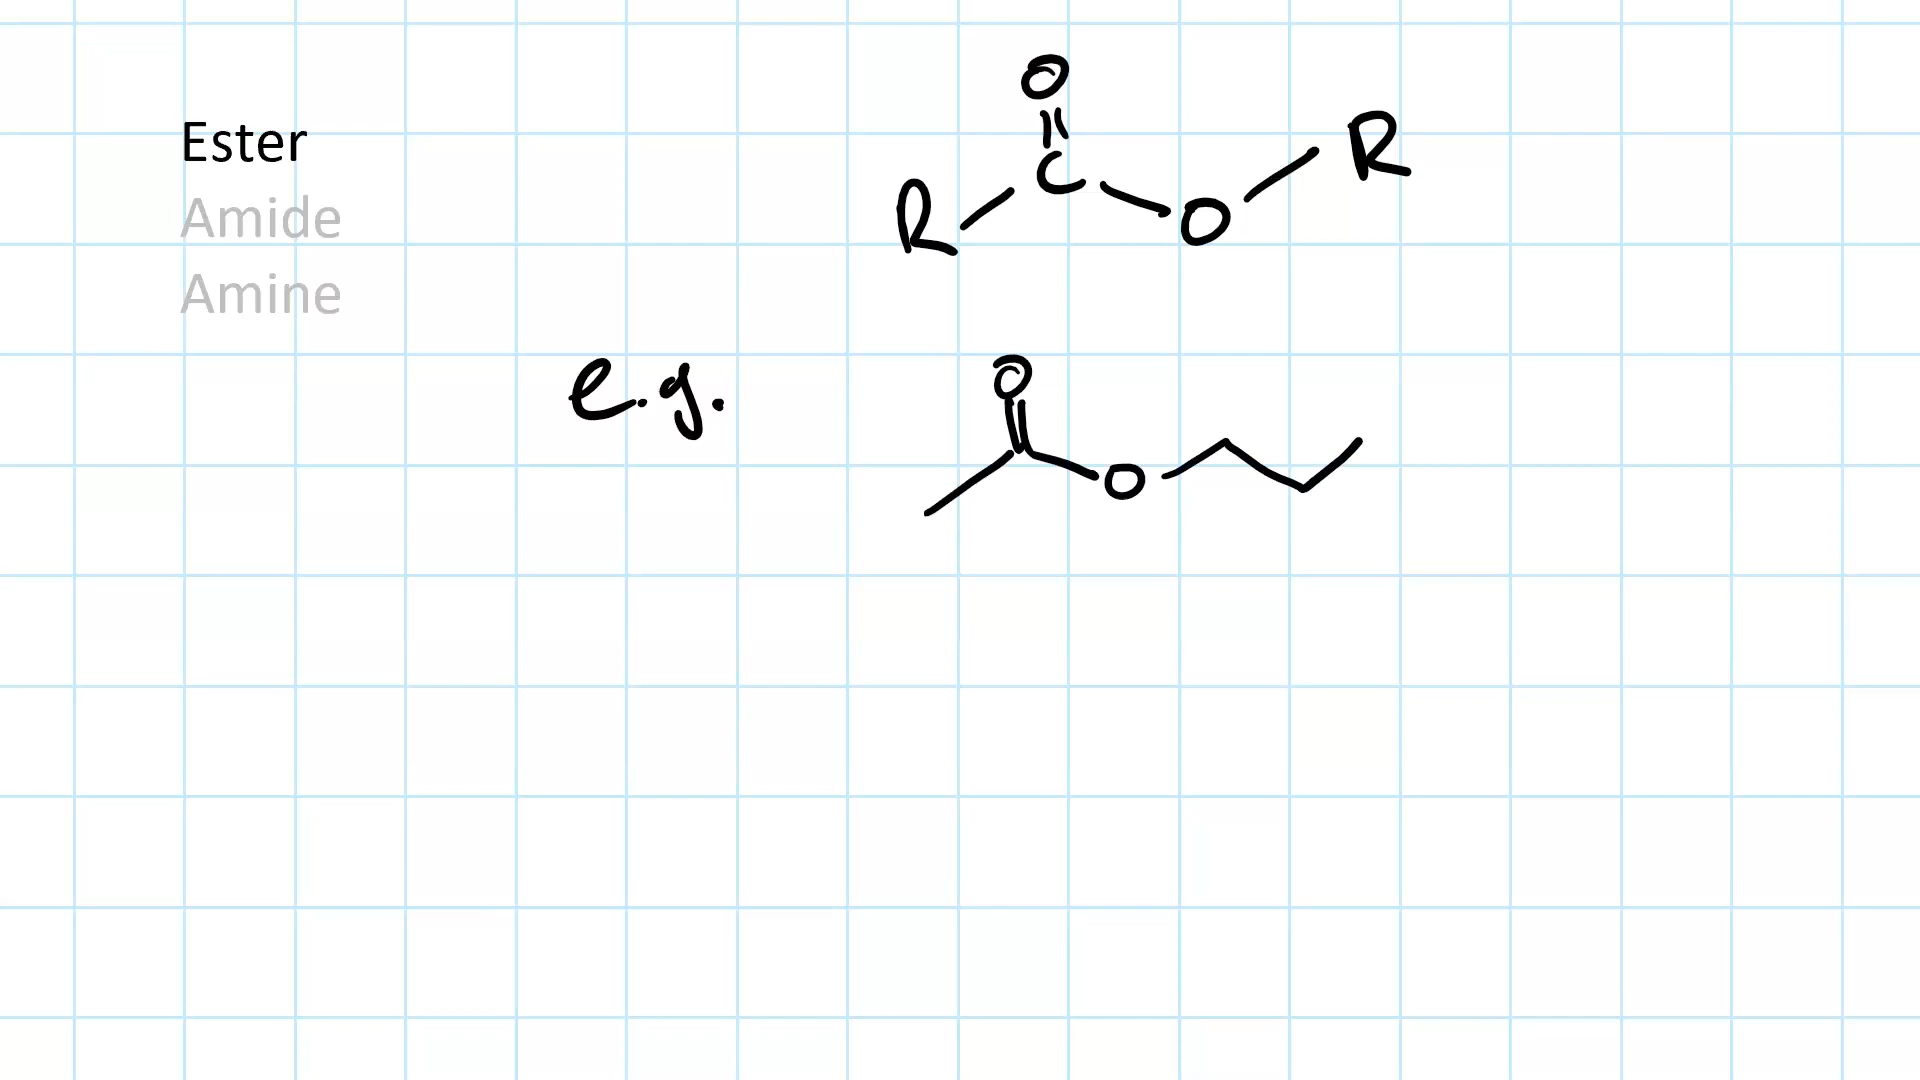 Ester
Amide
Amine
O
R C O R
e.g.
O
O